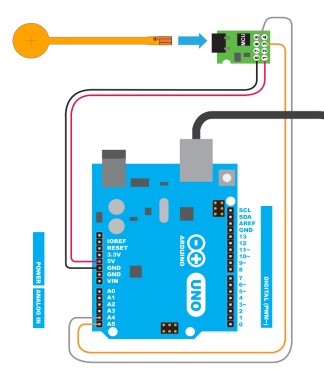 MCU
SCL
SDA
AREF
GND
13
12
11~
10~
9~
8
7
6~
5~
4
3~
2
1
0
IOREF
RESET
3.3V
5V
GND
GND
VIN
A0
A1
A2
A3
A4
A5
ARDUINO
UNO
POWER
ANALOG IN
DIGITAL (PWM~)